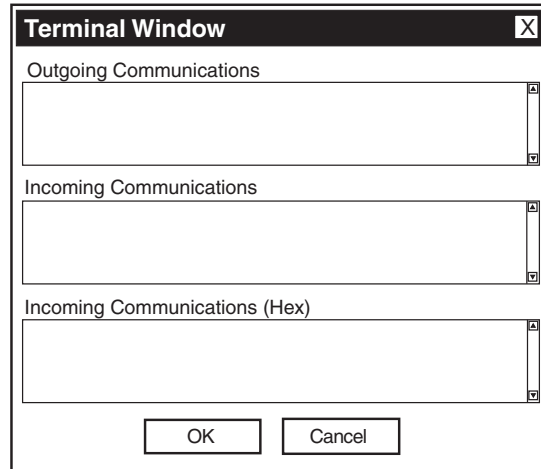 Terminal Window X
Outgoing Communications
Incoming Communications
Incoming Communications (Hex)
OK Cancel